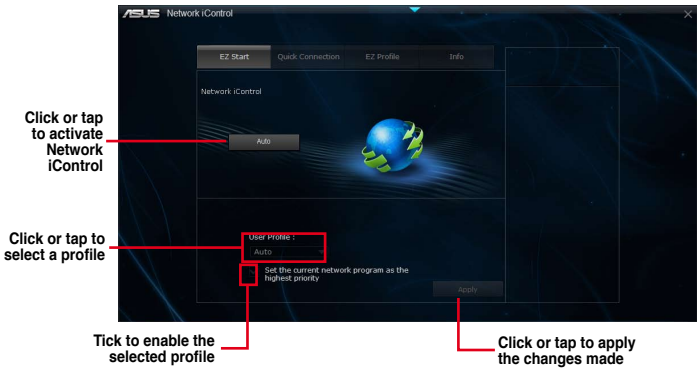 ASUS Network iControl
EZ Start
Quick Connection
EZ Profile
Info
Network iControl
Auto
Click or tap
to activate
Network
iControl
User Profile :
Auto
Click or tap to
select a profile
Set the current network program as the
highest priority
Apply
Tick to enable the
selected profile
Click or tap to apply
the changes made